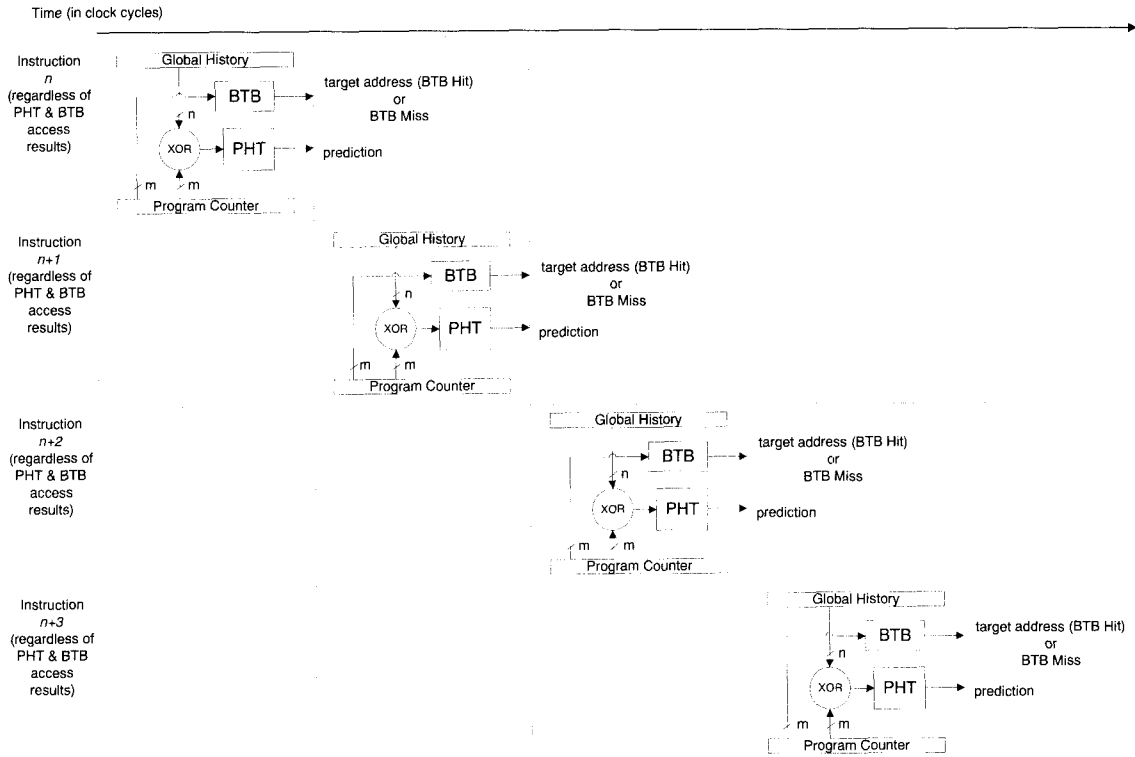 Time (in clock cycles)
Instruction
n
(regardless of
PHT & BTB
access
results)
Global History
BTB
target address (BTB Hit)
or
BTB Miss
n
XOR
PHT
prediction
m
m
Program Counter
Instruction
n+1
(regardless of
PHT & BTB
access
results)
Global History
BTB
target address (BTB Hit)
or
BTB Miss
n
XOR
PHT
prediction
m
m
Program Counter
Instruction
n+2
(regardless of
PHT & BTB
access
results)
Global History
BTB
target address (BTB Hit)
or
BTB Miss
n
XOR
PHT
prediction
m
m
Program Counter
Instruction
n+3
(regardless of
PHT & BTB
access
results)
Global History
BTB
target address (BTB Hit)
or
BTB Miss
n
XOR
PHT
prediction
m
m
Program Counter